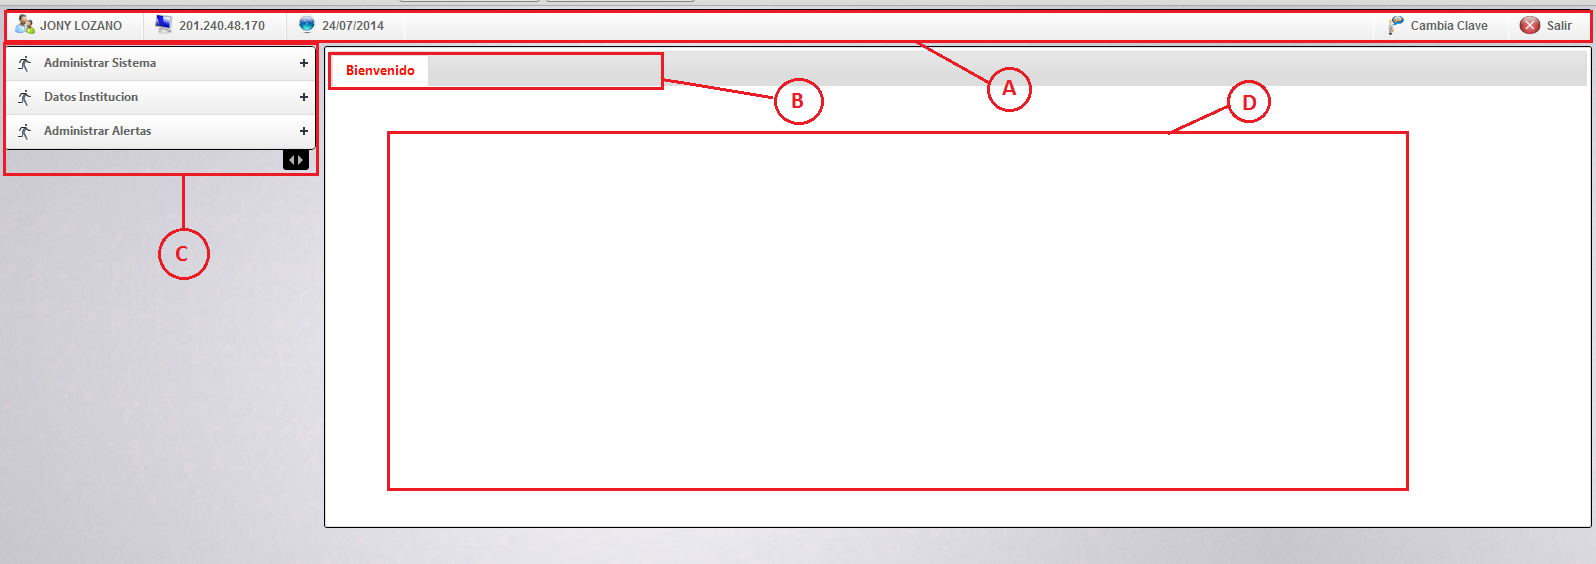 JONY LOZANO 201.240.48.170 24/07/2014 Cambia Clave Salir
Administrar Sistema +
Datos Institucion +
Administrar Alertas +
Bienvenido
A
B
D
C